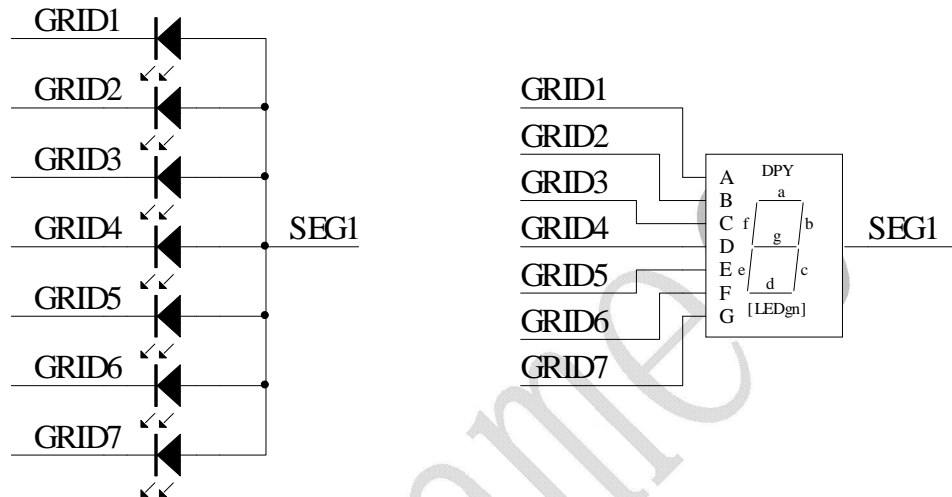 GRID1
GRID2
GRID3
GRID4
GRID5
GRID6
GRID7
SEG1
GRID1
GRID2
GRID3
GRID4
GRID5
GRID6
GRID7
A
B
C
D
E
F
G
DPY
a
f b
g
e c
d
[LEDgn]
SEG1